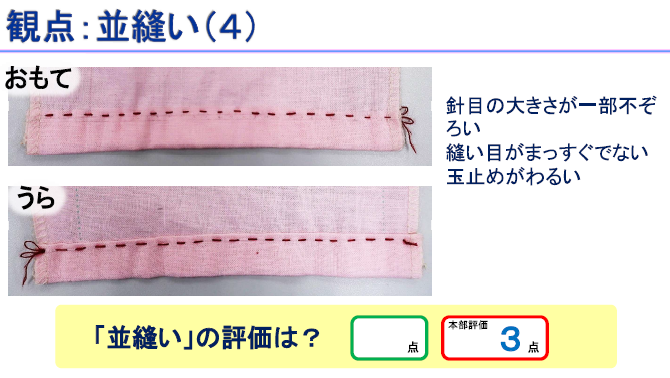 観点：並縫い（４）
おもて
針目の大きさが一部不ぞ
ろい
縫い目がまっすぐでない
玉止めがわるい
うら
「並縫い」の評価は？
点
本部評価
３点